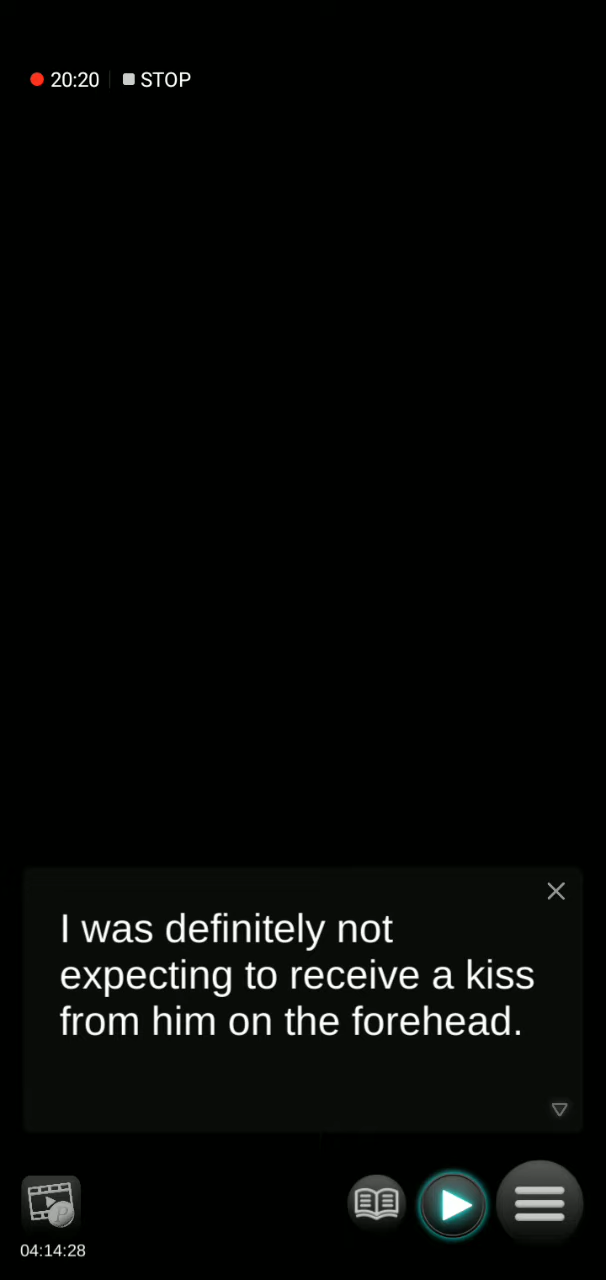 20:20 STOP
I was definitely not
expecting to receive a kiss
from him on the forehead.
P
04:14:28